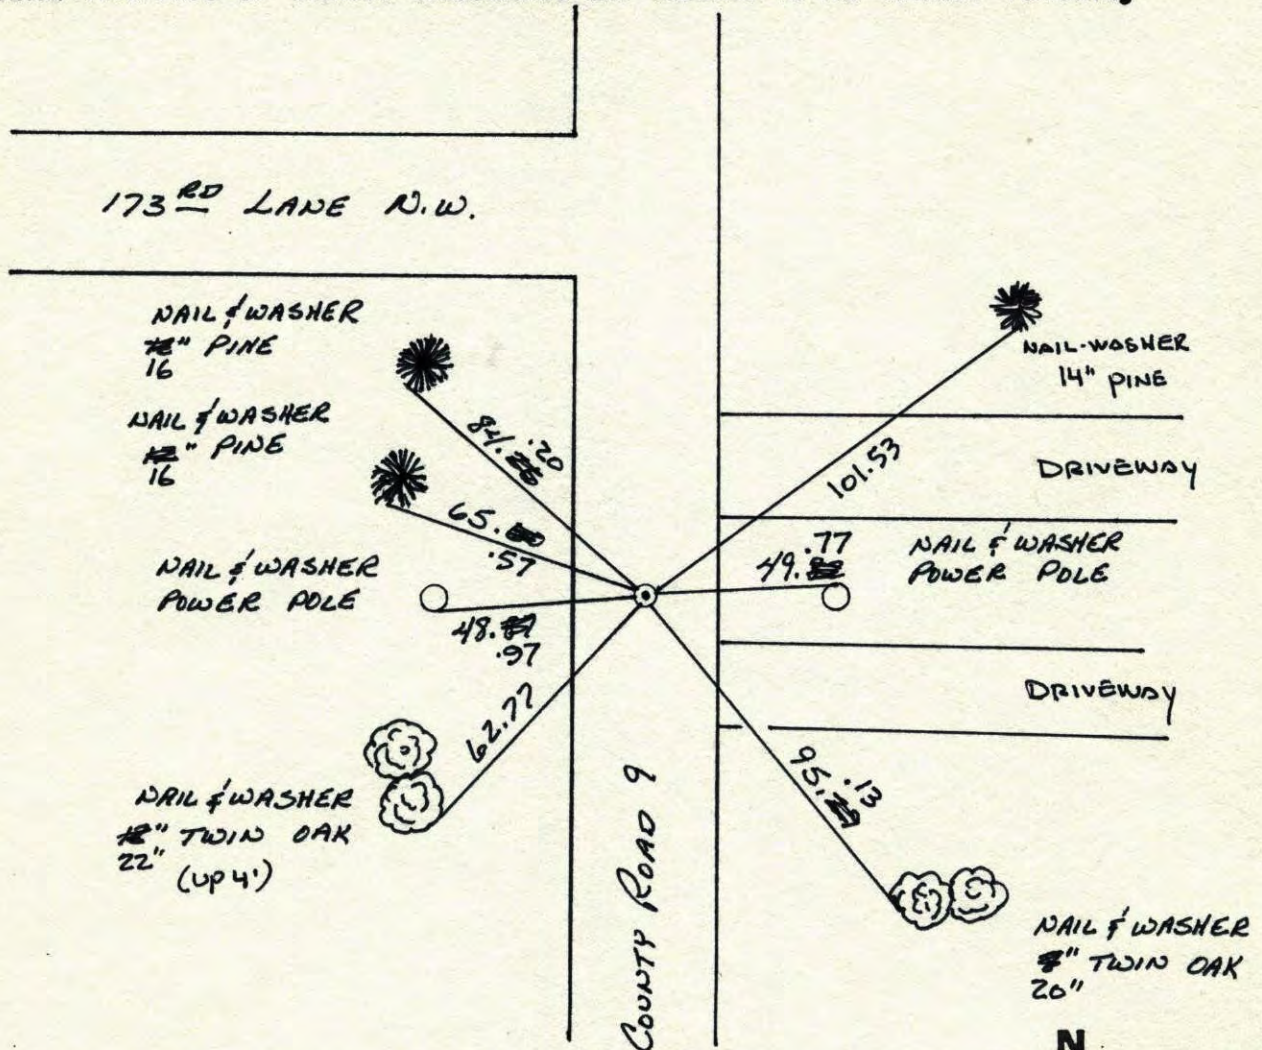 173RD LANE N.W.
NAIL & WASHER
" PINE
16
NAIL & WASHER
" PINE
16
NAIL-WASHER
14" PINE
84. .20
101.53
DRIVEWAY
65.
.57
.77
49.
NAIL & WASHER
POWER POLE
NAIL & WASHER
POWER POLE
48.
.97
DRIVEWAY
62.77
95. .13
NAIL & WASHER
" TWIN OAK
22"
(UP 4')
COUNTY ROAD 9
NAIL & WASHER
" TWIN OAK
20"
N